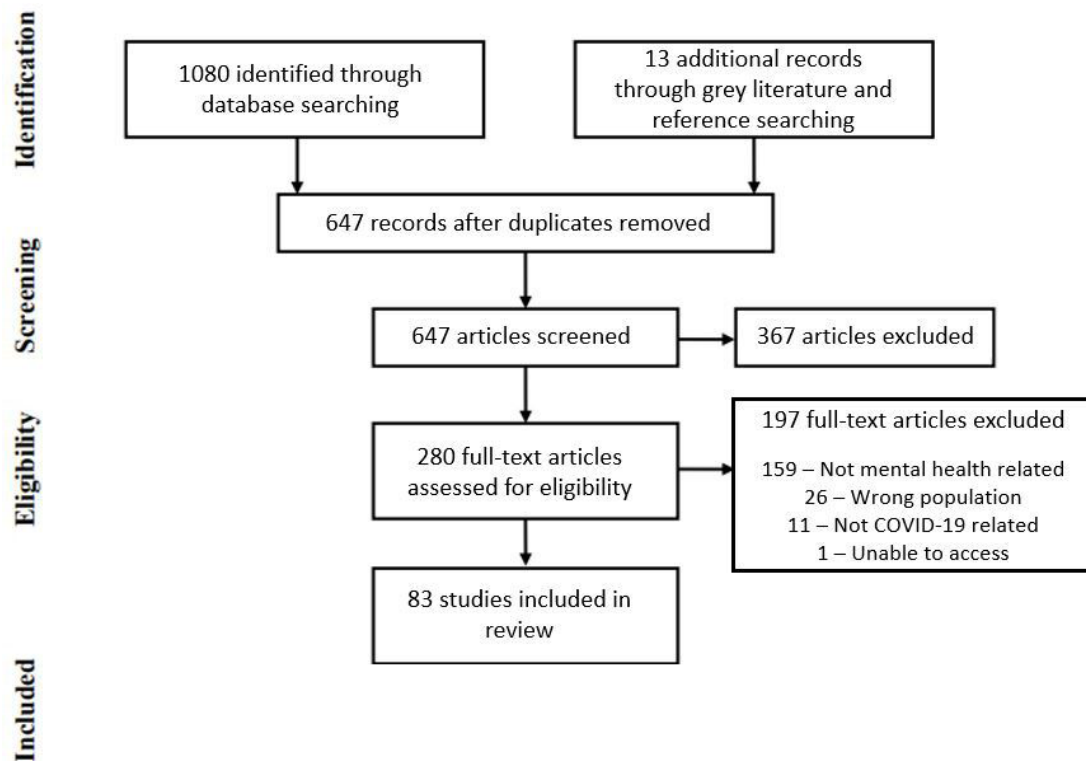 Identification
1080 identified through
database searching
13 additional records
through grey literature and
reference searching
647 records after duplicates removed
Screening
647 articles screened
367 articles excluded
Eligibility
280 full-text articles
assessed for eligibility
197 full-text articles excluded
159 – Not mental health related
26 – Wrong population
11 – Not COVID-19 related
1 – Unable to access
83 studies included in
review
Included